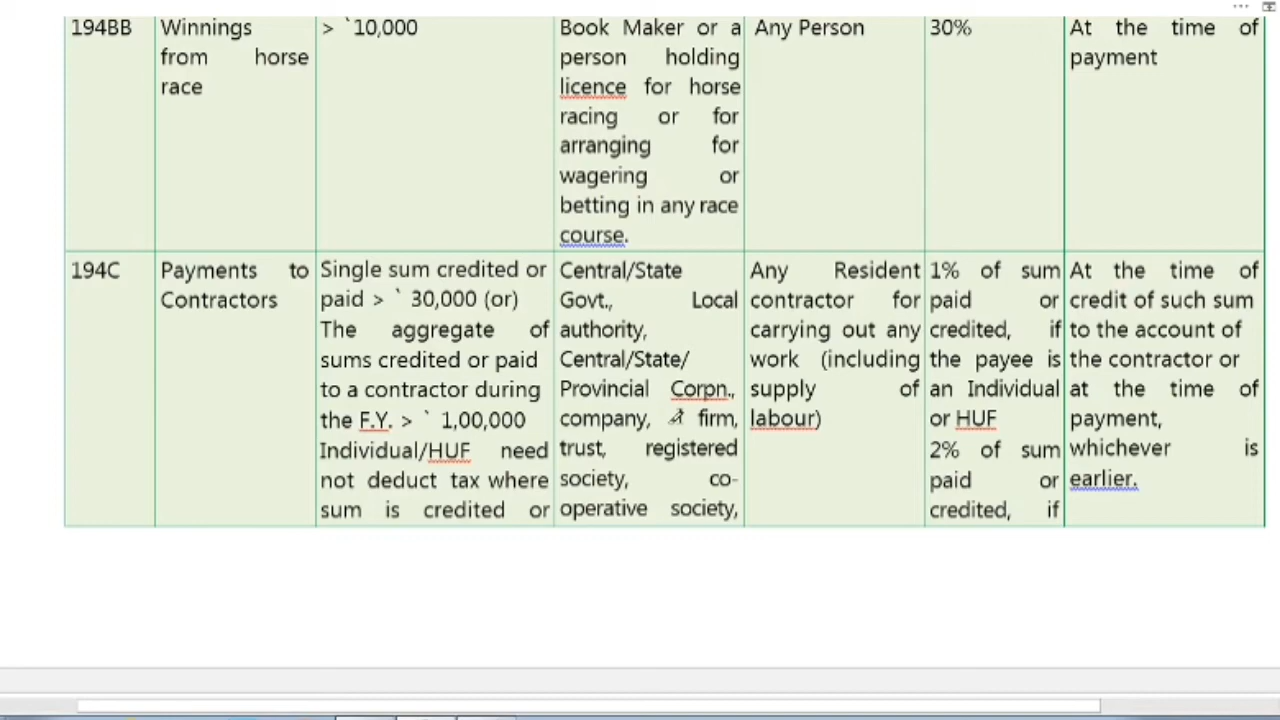 194BB
Winnings
from horse
race
> `10,000
Book Maker or a
person holding
licence for horse
racing or for
arranging for
wagering or
betting in any race
course.
Any Person
30%
At the time of
payment
194C
Payments to
Contractors
Single sum credited or
paid > ` 30,000 (or)
The aggregate of
sums credited or paid
to a contractor during
the F.Y. > ` 1,00,000
Individual/HUF need
not deduct tax where
sum is credited or
Central/State
Govt., Local
authority,
Central/State/
Provincial Corpn.,
company, firm,
trust, registered
society, co-
operative society,
Any Resident
contractor for
carrying out any
work (including
supply of
labour)
1% of sum
paid or
credited, if
the payee is
an Individual
or HUF
2% of sum
paid or
credited, if
At the time of
credit of such sum
to the account of
the contractor or
at the time of
payment,
whichever is
earlier.